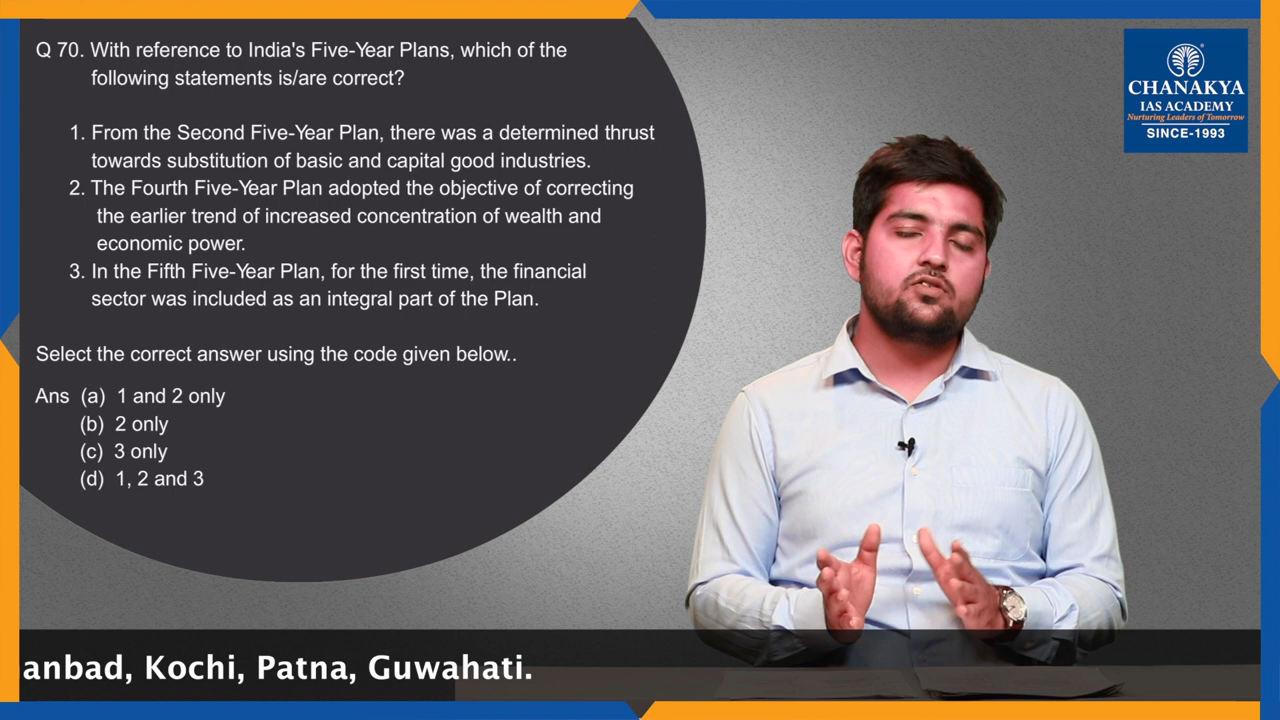 Q 70. With reference to India's Five-Year Plans, which of the
following statements is/are correct?
1. From the Second Five-Year Plan, there was a determined thrust
towards substitution of basic and capital good industries.
2. The Fourth Five-Year Plan adopted the objective of correcting
the earlier trend of increased concentration of wealth and
economic power.
3. In the Fifth Five-Year Plan, for the first time, the financial
sector was included as an integral part of the Plan.
Select the correct answer using the code given below..
Ans (a) 1 and 2 only
(b) 2 only
(c) 3 only
(d) 1, 2 and 3
CHANAKYA
IAS ACADEMY
Nurturing Leaders of Tomorrow
SINCE-1993
anbad, Kochi, Patna, Guwahati.